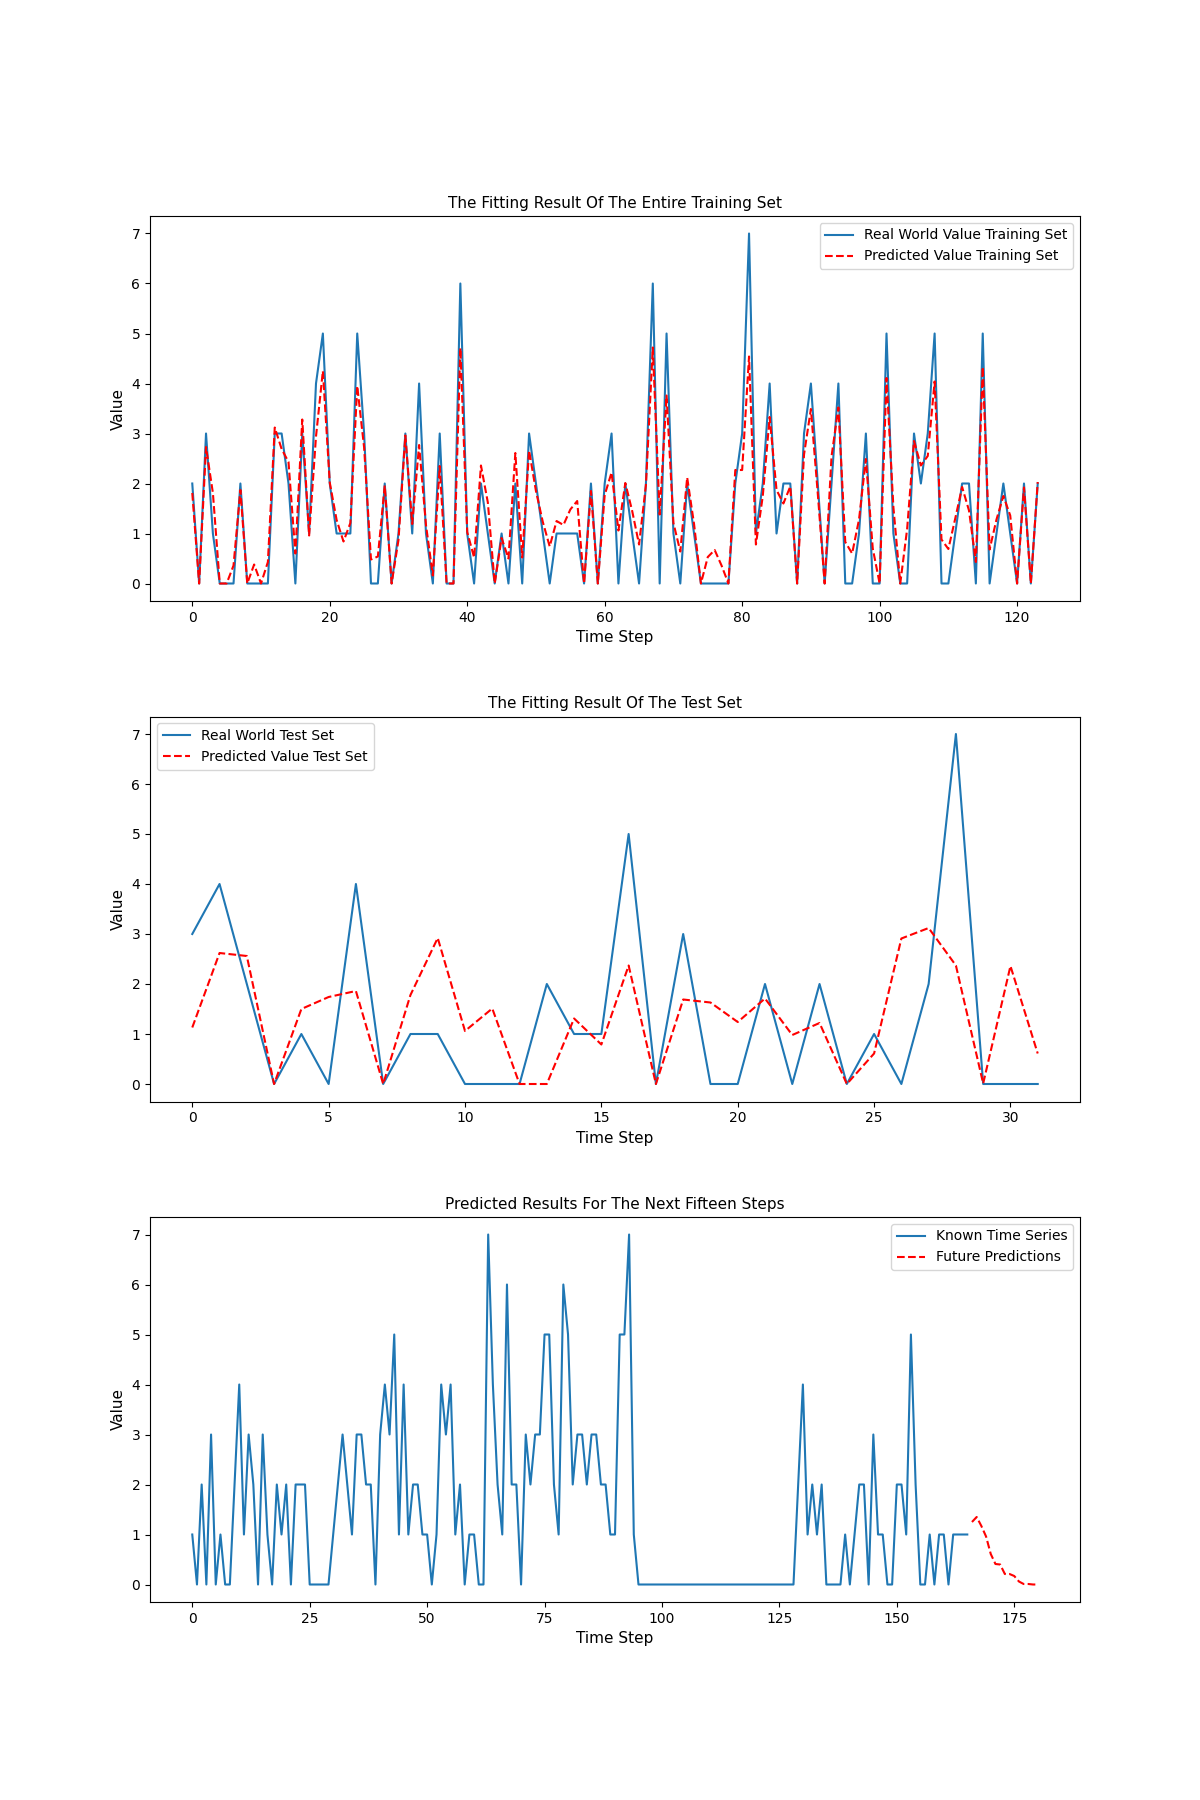 The Fitting Result Of The Entire Training Set
Real World Value Training Set
Predicted Value Training Set
7
6
5
4
3
2
1
0
Value
0 20 40 60 80 100 120
Time Step
The Fitting Result Of The Test Set
Real World Test Set
Predicted Value Test Set
7
6
5
4
3
2
1
0
Value
0 5 10 15 20 25 30
Time Step
Predicted Results For The Next Fifteen Steps
Known Time Series
Future Predictions
7
6
5
4
3
2
1
0
Value
0 25 50 75 100 125 150 175
Time Step